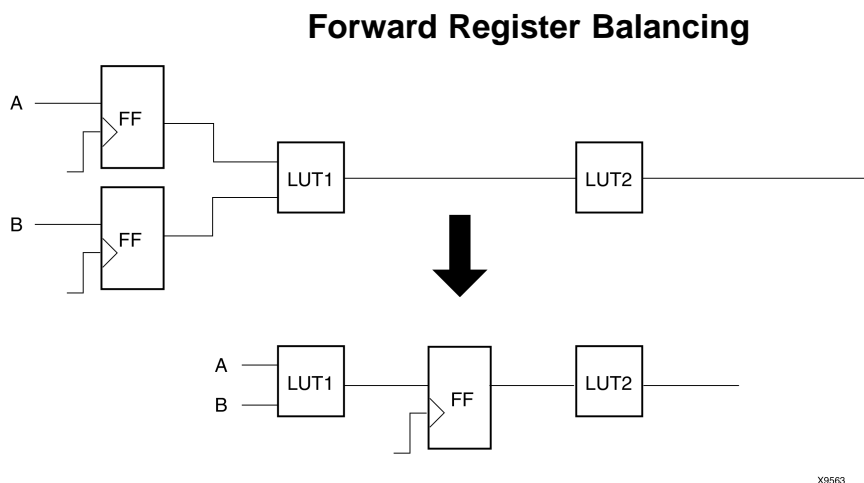 Forward Register Balancing
A
FF
LUT1
LUT2
B
FF
A
LUT1
FF
LUT2
B
X9563